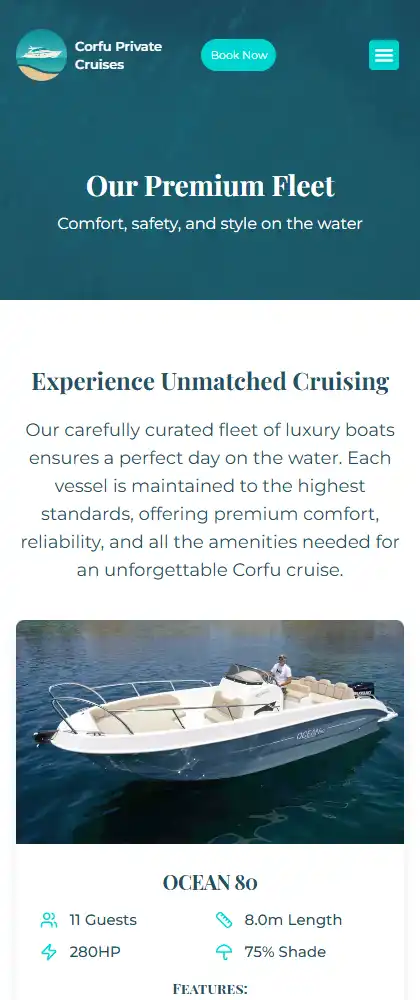 Corfu Private
Cruises
Book Now
Our Premium Fleet
Comfort, safety, and style on the water
Experience Unmatched Cruising
Our carefully curated fleet of luxury boats
ensures a perfect day on the water. Each
vessel is maintained to the highest
standards, offering premium comfort,
reliability, and all the amenities needed for
an unforgettable Corfu cruise.
OCEAN
OCEAN 80
11 Guests
8.0m Length
280HP
75% Shade
Features: